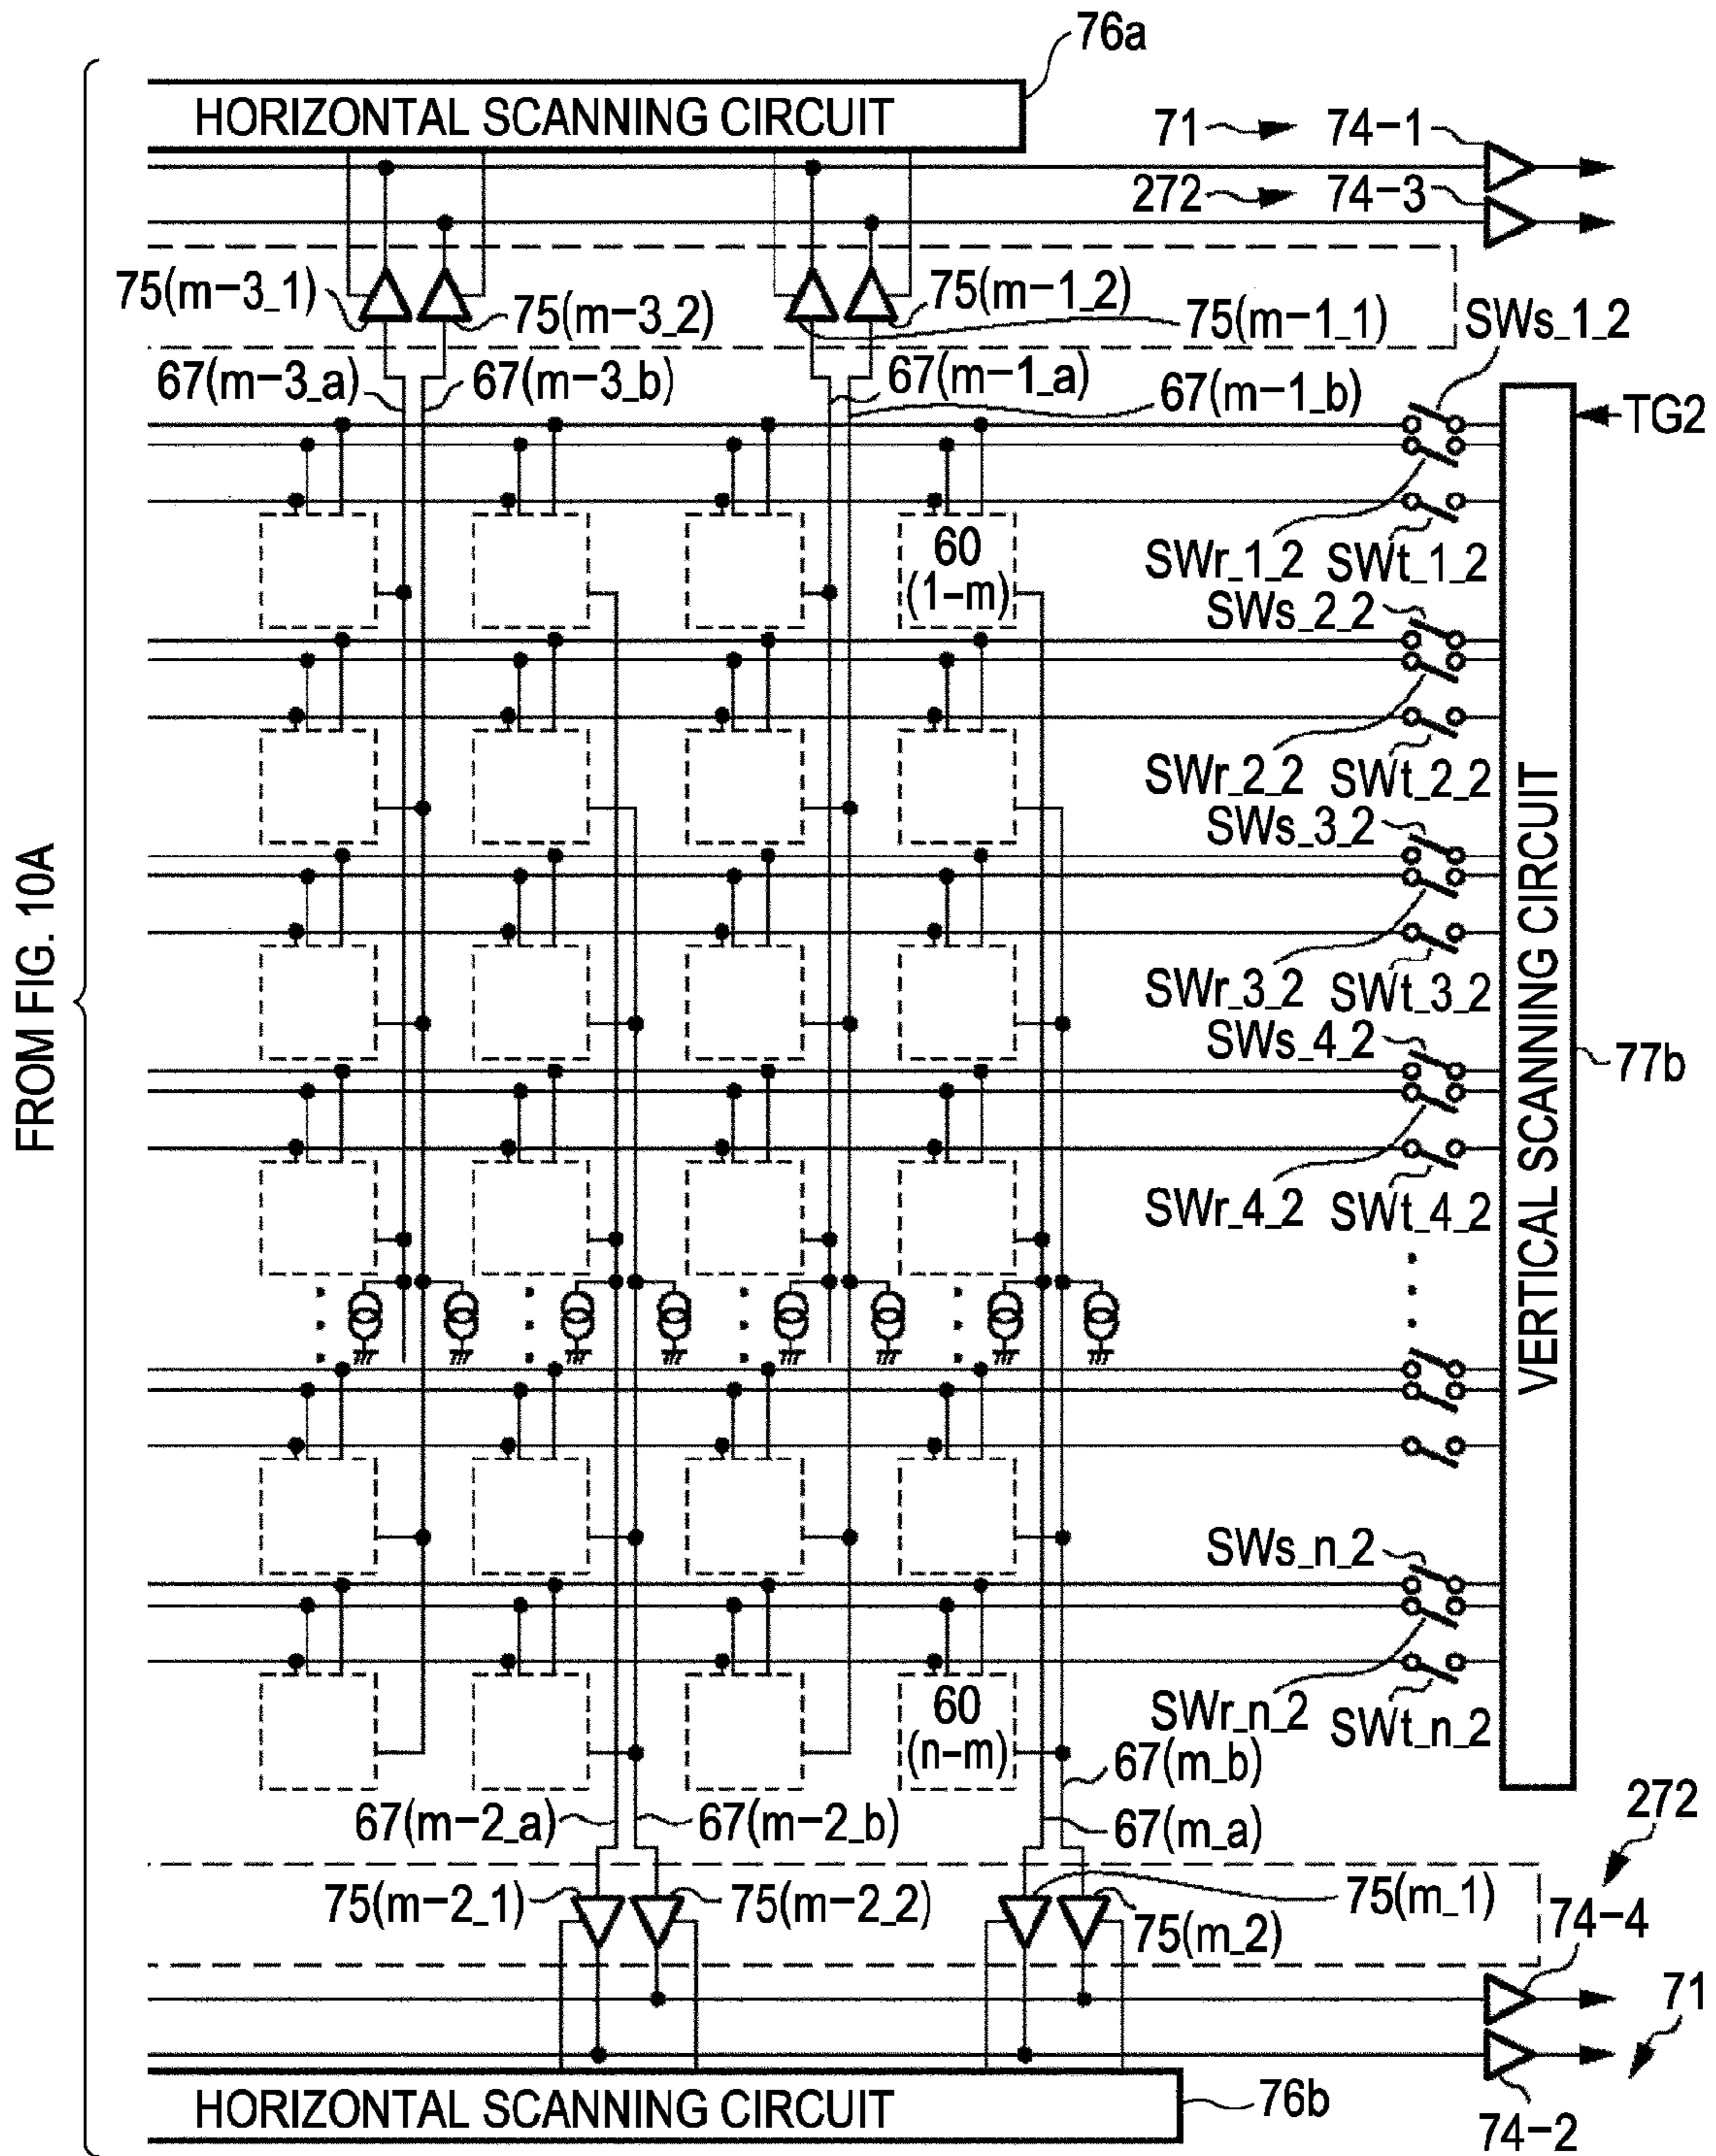 76a
HORIZONTAL SCANNING CIRCUIT
71 74-1
272 74-3
75(m-3_1)
75(m-3_2)
75(m-1_2)
75(m-1_1)
SWs_1_2
67(m-3_a)
67(m-3_b)
67(m-1_a)
67(m-1_b)
TG2
60
(1-m)
SWr_1_2
SWt_1_2
SWs_2_2
SWr_2_2
SWt_2_2
SWs_3_2
SWr_3_2
SWt_3_2
SWs_4_2
SWr_4_2
SWt_4_2
FROM FIG. 10A
VERTICAL SCANNING CIRCUIT
77b
SWs_n_2
SWr_n_2
SWt_n_2
60
(n-m)
67(m_b)
67(m-2_a)
67(m-2_b)
67(m_a)
272
75(m-2_1)
75(m-2_2)
75(m_1)
75(m_2)
74-4
71
HORIZONTAL SCANNING CIRCUIT
76b
74-2